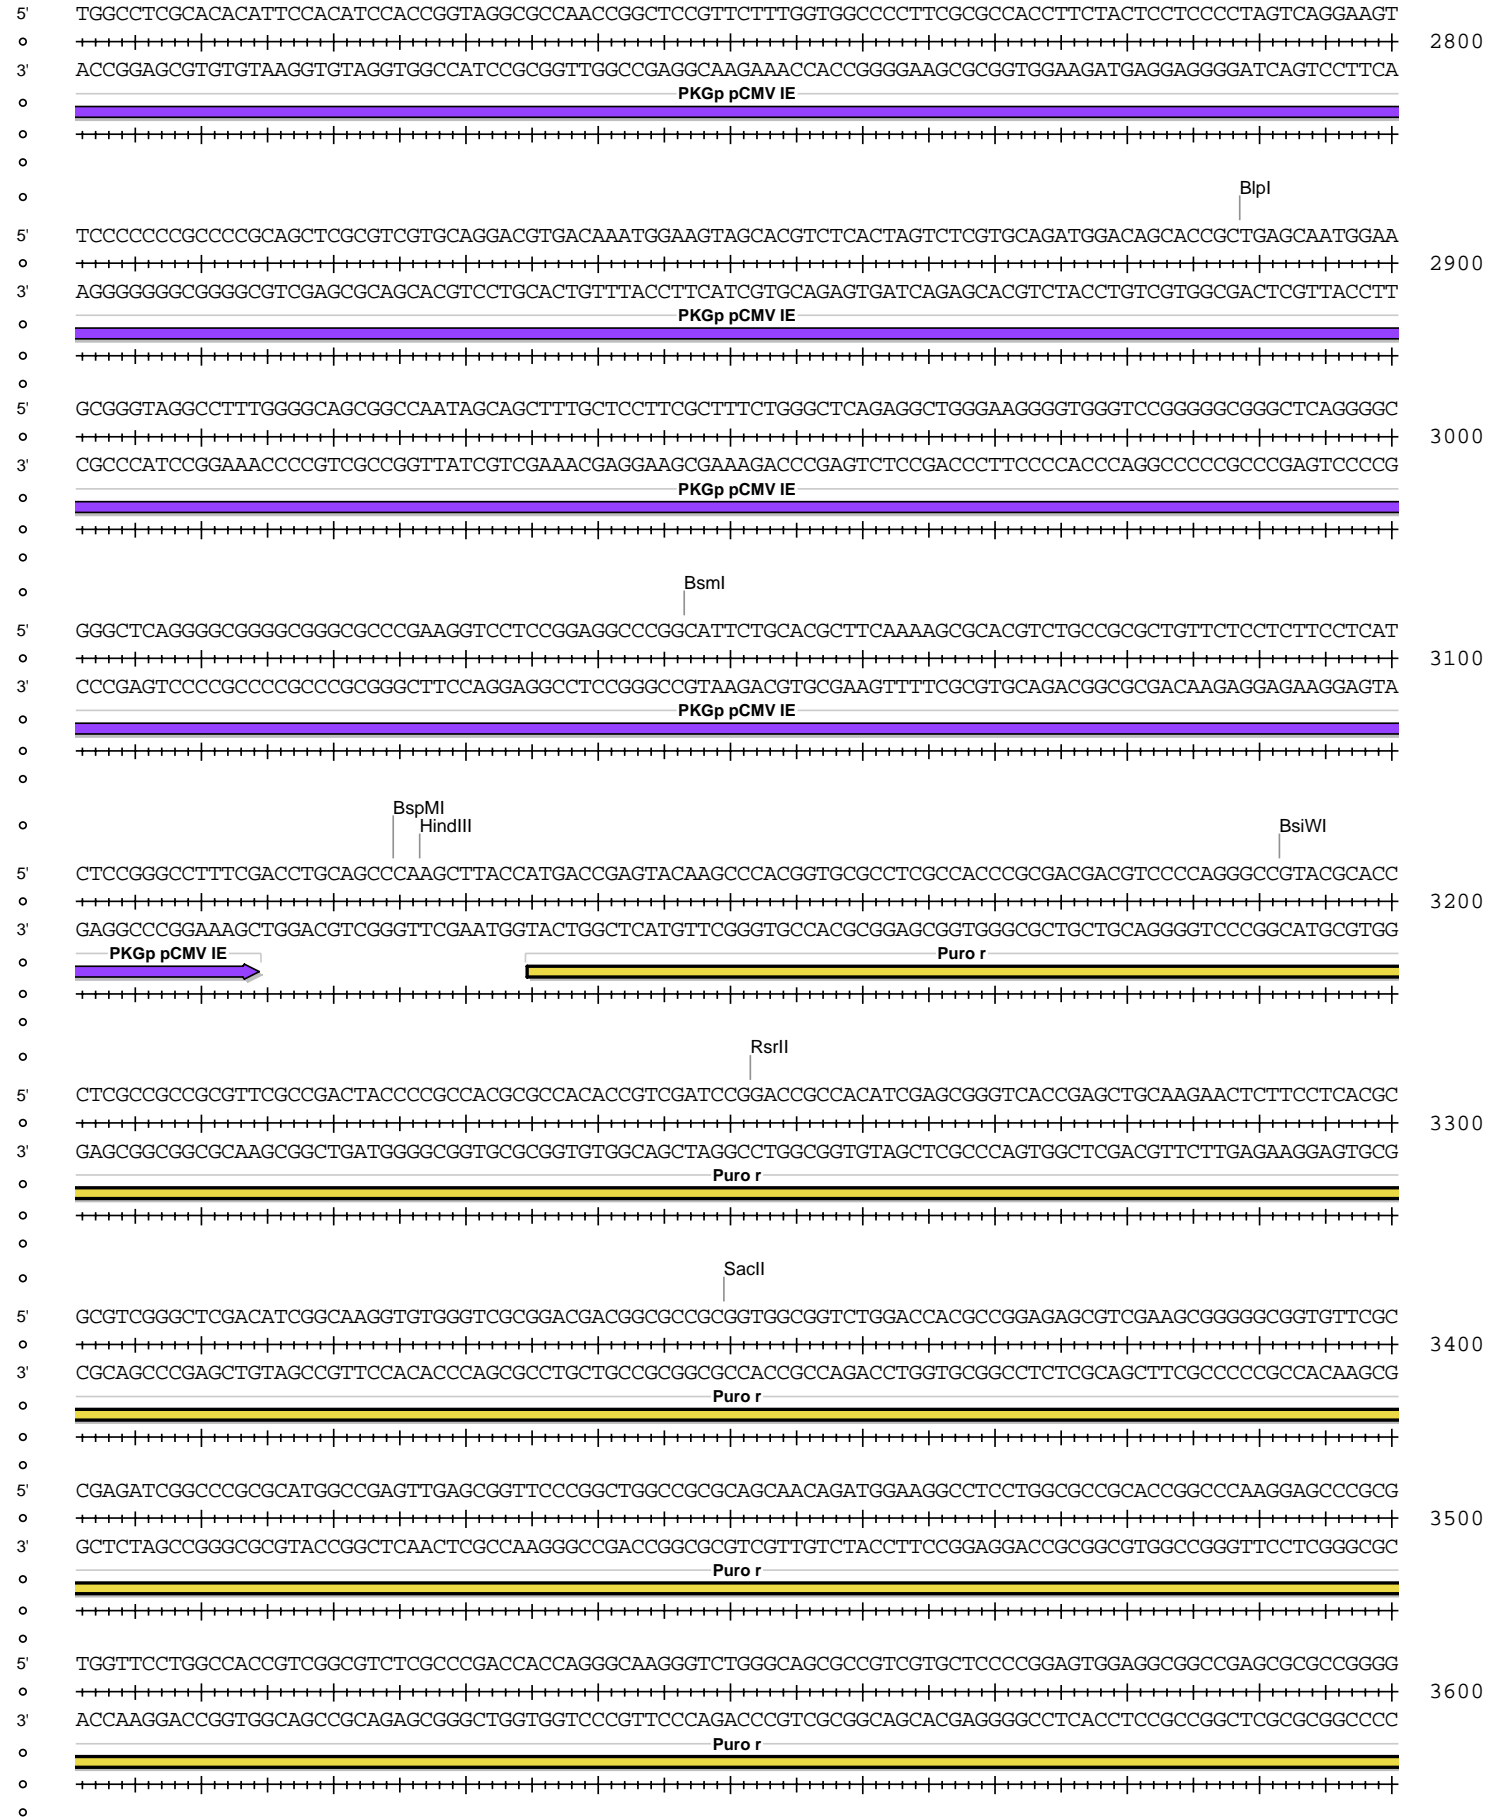 5' TGGCCTCGCACACATTCCACATCCACCGGTAGGCGCCAACCGGCTCCGTTCTTTGGTGGCCCCTTCGCGCCACCTTCTACTCCTCCCCTAGTCAGGAAGT
2800
3' ACCGGAGCGTGTGTAAGGTGTAGGTGGCCATCCGCGGTTGGCCGAGGCAAGAAACCACCGGGGAAGCGCGGTGGAAGATGAGGAGGGGATCAGTCCTTCA
PKGp pCMV IE
BlpI
5' TCCCCCCCGCCCCGCAGCTCGCGTCGTGCAGGACGTGACAAATGGAAGTAGCACGTCTCACTAGTCTCGTGCAGATGGACAGCACCGCTGAGCAATGGAA
2900
3' AGGGGGGGCGGGGCGTCGAGCGCAGCACGTCCTGCACTGTTTACCTTCATCGTGCAGAGTGATCAGAGCACGTCTACCTGTCGTGGCGACTCGTTACCTT
PKGp pCMV IE
5' GCGGGTAGGCCTTTGGGGCAGCGGCCAATAGCAGCTTTGCTCCTTCGCTTTCTGGGCTCAGAGGCTGGGAAGGGGTGGGTCCGGGGGCGGGCTCAGGGGC
3000
3' CGCCCATCCGGAAACCCCGTCGCCGGTTATCGTCGAAACGAGGAAGCGAAAGACCCGAGTCTCCGACCCTTCCCCACCCAGGCCCCCGCCCGAGTCCCCG
PKGp pCMV IE
BsmI
5' GGGCTCAGGGGCGGGGCGGGCGCCCGAAGGTCCTCCGGAGGCCCGGCATTCTGCACGCTTCAAAAGCGCACGTCTGCCGCGCTGTTCTCCTCTTCCTCAT
3100
3' CCCGAGTCCCCGCCCCGCCCGCGGGCTTCCAGGAGGCCTCCGGGCCGTAAGACGTGCGAAGTTTTCGCGTGCAGACGGCGCGACAAGAGGAGAAGGAGTA
PKGp pCMV IE
BspMI
HindIII
BsiWI
5' CTCCGGGCCTTTCGACCTGCAGCCCAAGCTTACCATGACCGAGTACAAGCCCACGGTGCGCCTCGCCACCCGCGACGACGTCCCCAGGGCCGTACGCACC
3200
3' GAGGCCCGGAAAGCTGGACGTCGGGTTCGAATGGTACTGGCTCATGTTCGGGTGCCACGCGGAGCGGTGGGCGCTGCTGCAGGGGTCCCGGCATGCGTGG
PKGp pCMV IE
Puro r
RsrII
5' CTCGCCGCCGCGTTCGCCGACTACCCCGCCACGCGCCACACCGTCGATCCGGACCGCCACATCGAGCGGGTCACCGAGCTGCAAGAACTCTTCCTCACGC
3300
3' GAGCGGCGGCGCAAGCGGCTGATGGGGCGGTGCGCGGTGTGGCAGCTAGGCCTGGCGGTGTAGCTCGCCCAGTGGCTCGACGTTCTTGAGAAGGAGTGCG
Puro r
SacII
5' GCGTCGGGCTCGACATCGGCAAGGTGTGGGTCGCGGACGACGGCGCCGCGGTGGCGGTCTGGACCACGCCGGAGAGCGTCGAAGCGGGGGCGGTGTTCGC
3400
3' CGCAGCCCGAGCTGTAGCCGTTCCACACCCAGCGCCTGCTGCCGCGGCGCCACCGCCAGACCTGGTGCGGCCTCTCGCAGCTTCGCCCCCGCCACAAGCG
Puro r
5' CGAGATCGGCCCGCGCATGGCCGAGTTGAGCGGTTCCCGGCTGGCCGCGCAGCAACAGATGGAAGGCCTCCTGGCGCCGCACCGGCCCAAGGAGCCCGCG
3500
3' GCTCTAGCCGGGCGCGTACCGGCTCAACTCGCCAAGGGCCGACCGGCGCGTCGTTGTCTACCTTCCGGAGGACCGCGGCGTGGCCGGGTTCCTCGGGCGC
Puro r
5' TGGTTCCTGGCCACCGTCGGCGTCTCGCCCGACCACCAGGGCAAGGGTCTGGGCAGCGCCGTCGTGCTCCCCGGAGTGGAGGCGGCCGAGCGCGCCGGGG
3600
3' ACCAAGGACCGGTGGCAGCCGCAGAGCGGGCTGGTGGTCCCGTTCCCAGACCCGTCGCGGCAGCACGAGGGGCCTCACCTCCGCCGGCTCGCGCGGCCCC
Puro r